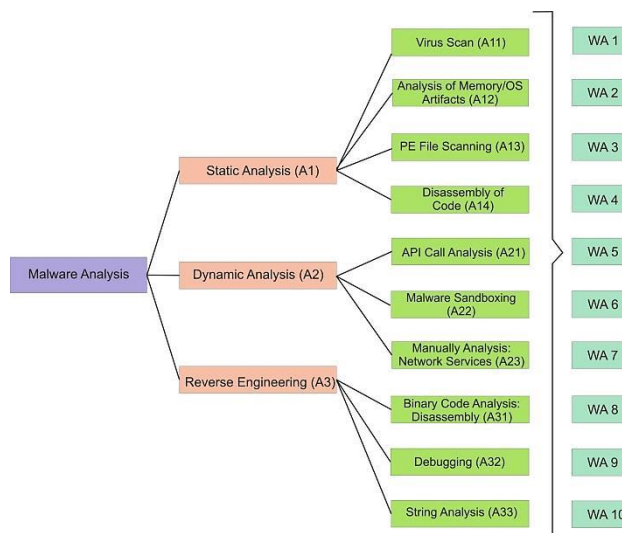 Virus Scan (A11)
WA 1
Analysis of Memory/OS
Artifacts (A12)
WA 2
PE File Scanning (A13)
WA 3
Static Analysis (A1)
Disassembly of
Code (A14)
WA 4
API Call Analysis (A21)
WA 5
Malware Analysis
Dynamic Analysis (A2)
Malware Sandboxing
(A22)
WA 6
Manually Analysis:
Network Services (A23)
WA 7
Reverse Engineering (A3)
Binary Code Analysis:
Disassembly (A31)
WA 8
Debugging (A32)
WA 9
String Analysis (A33)
WA 10